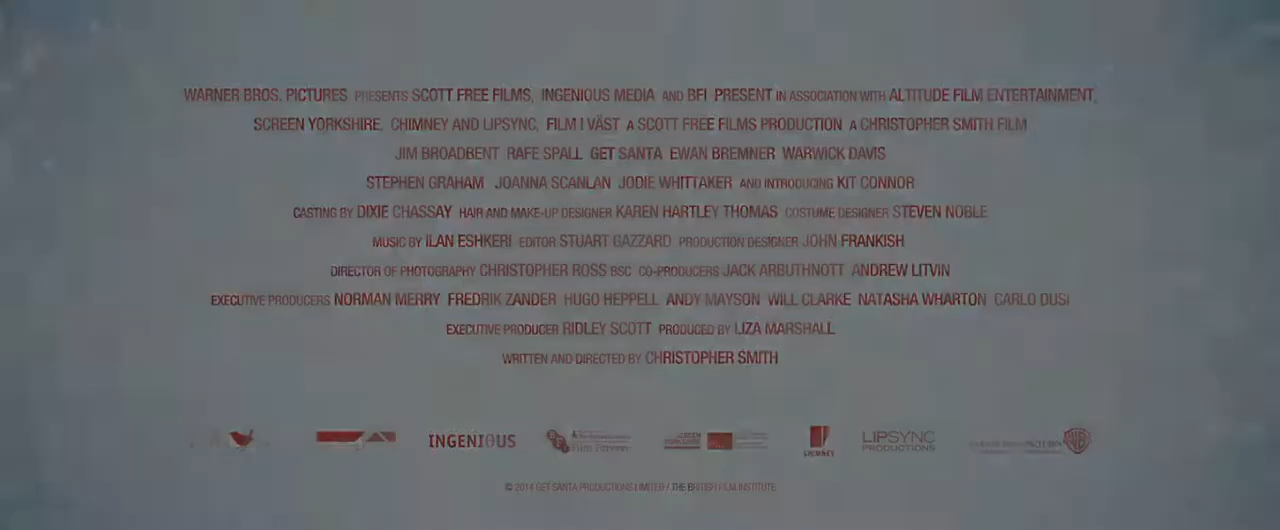 WARNER BROS. PICTURES PRESENTS SCOTT FREE FILMS, INGENIOUS MEDIA AND BFI PRESENT IN ASSOCIATION WITH ALTITUDE FILM ENTERTAINMENT,
SCREEN YORKSHIRE, CHIMNEY AND LIPSYNC, FILM I VÄST A SCOTT FREE FILMS PRODUCTION A CHRISTOPHER SMITH FILM
JIM BROADBENT RAFE SPALL GET SANTA EWAN BREMNER WARWICK DAVIS
STEPHEN GRAHAM JOANNA SCANLAN JODIE WHITTAKER AND INTRODUCING KIT CONNOR
CASTING BY DIXIE CHASSAY HAIR AND MAKE-UP DESIGNER KAREN HARTLEY THOMAS COSTUME DESIGNER STEVEN NOBLE
MUSIC BY ILAN ESHKERI EDITOR STUART GAZZARD PRODUCTION DESIGNER JOHN FRANKISH
DIRECTOR OF PHOTOGRAPHY CHRISTOPHER ROSS BSC CO-PRODUCERS JACK ARBUTHNOTT ANDREW LITVIN
EXECUTIVE PRODUCERS NORMAN MERRY FREDRIK ZANDER HUGO HEPPELL ANDY MAYSON WILL CLARKE NATASHA WHARTON CARLO DUSI
EXECUTIVE PRODUCER RIDLEY SCOTT PRODUCED BY LIZA MARSHALL
WRITTEN AND DIRECTED BY CHRISTOPHER SMITH
INGENIOUS BFI SCREEN YORKSHIRE CHIMNEY LIPSYNC PRODUCTIONS WB
© 2014 GET SANTA PRODUCTIONS LIMITED / THE BRITISH FILM INSTITUTE